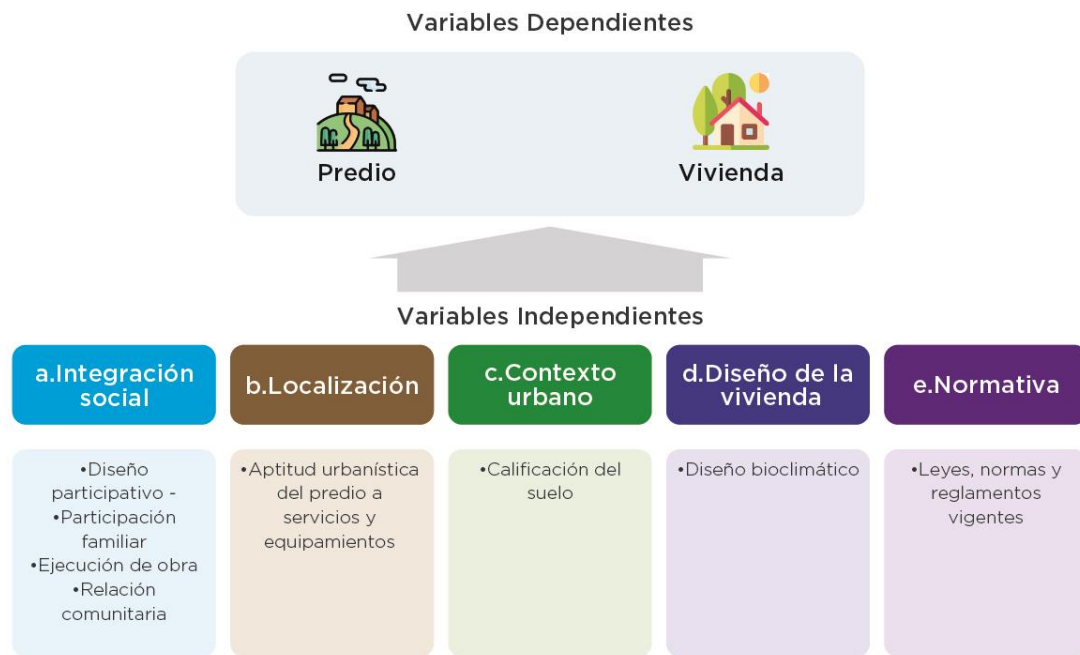 Variables Dependientes
Predio
Vivienda
Variables Independientes
a.Integración
social
b.Localización
c.Contexto
urbano
d.Diseño de la
vivienda
e.Normativa
•Diseño
participativo -
•Participación
familiar
•Ejecución de obra
•Relación
comunitaria
•Aptitud urbanística
del predio a
servicios y
equipamientos
•Calificación del
suelo
•Diseño bioclimático
•Leyes, normas y
reglamentos
vigentes